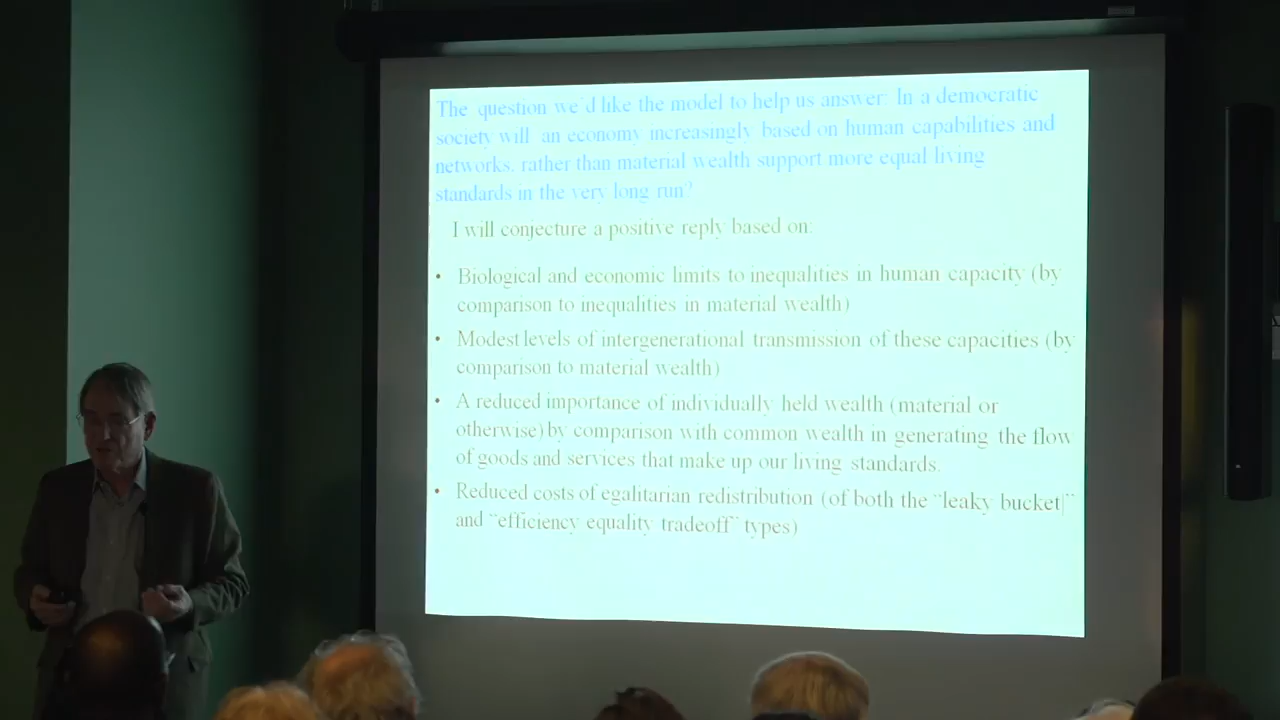 The question we'd like the model to help us answer: In a democratic
society will an economy increasingly based on human capabilities and
networks, rather than material wealth support more equal living
standards in the very long run?
I will conjecture a positive reply based on:
• Biological and economic limits to inequalities in human capacity (by
comparison to inequalities in material wealth)
• Modest levels of intergenerational transmission of these capacities (by
comparison to material wealth)
• A reduced importance of individually held wealth (material or
otherwise) by comparison with common wealth in generating the flow
of goods and services that make up our living standards.
• Reduced costs of egalitarian redistribution (of both the "leaky bucket"
and "efficiency equality tradeoff" types)